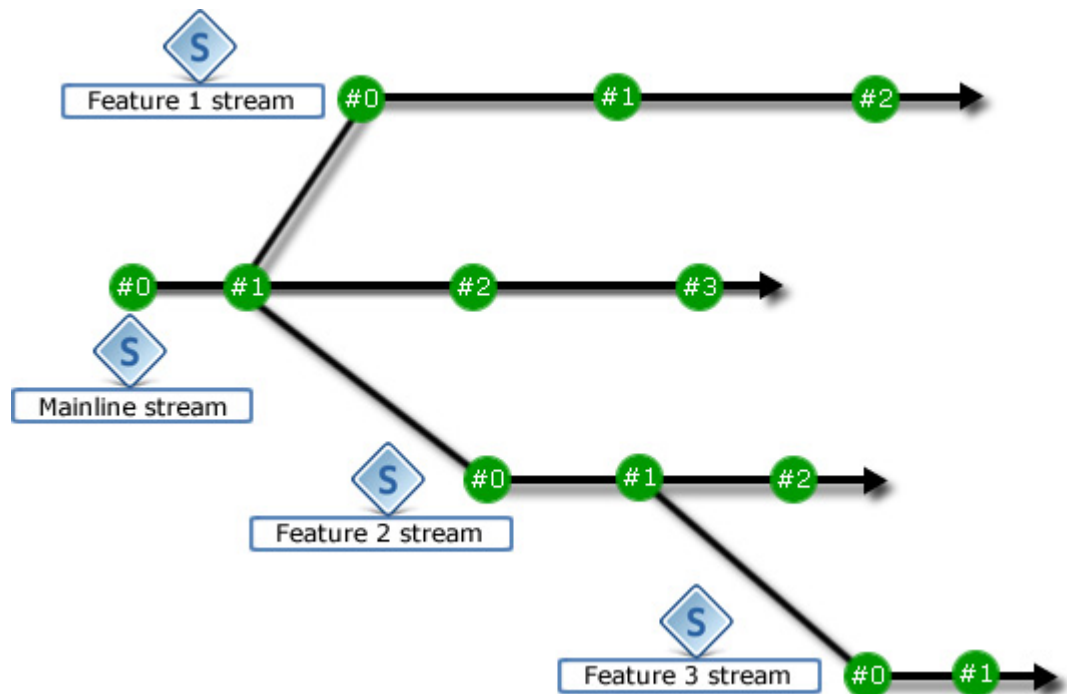 S
Feature 1 stream
#0
#1
#2
#0
#1
#2
#3
S
Mainline stream
S
Feature 2 stream
#0
#1
#2
S
Feature 3 stream
#0
#1